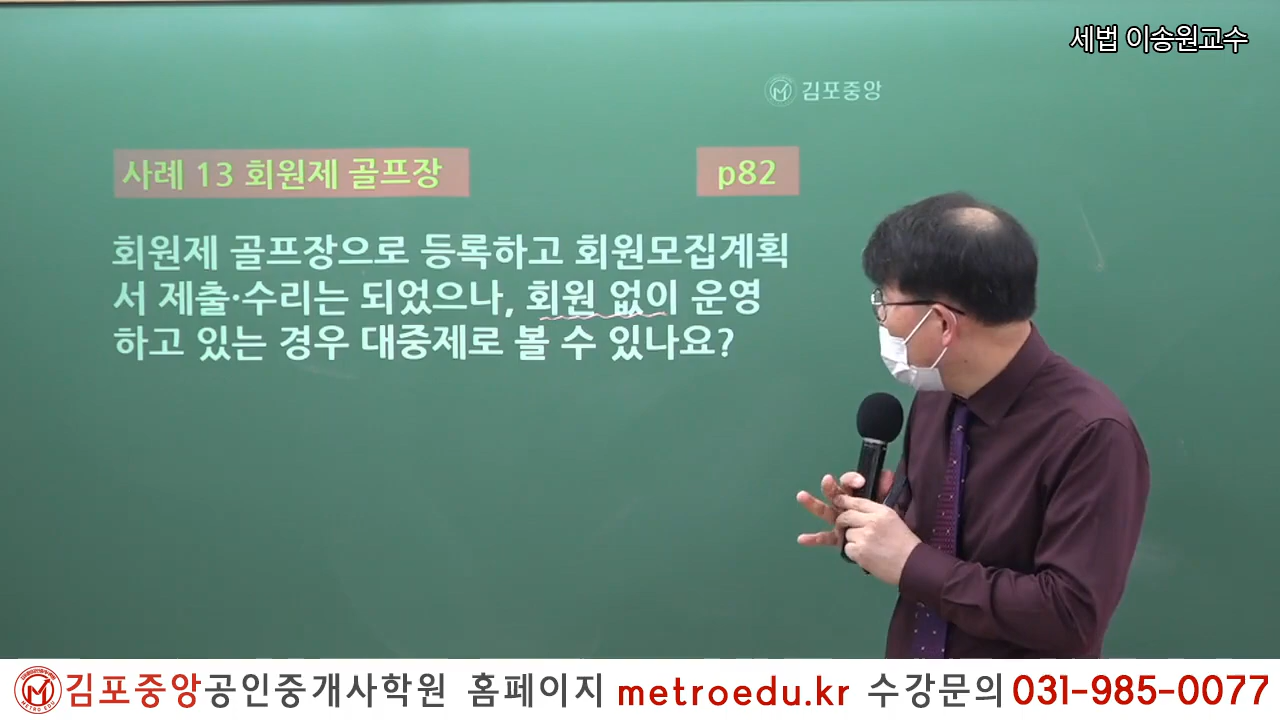 세법 이송원교수
김포중앙
사례 13 회원제 골프장 p82
회원제 골프장으로 등록하고 회원모집계획
서 제출·수리는 되었으나, 회원 없이 운영
하고 있는 경우 대중제로 볼 수 있나요?
김포중앙공인중개사학원 홈페이지 metroedu.kr 수강문의 031-985-0077
METRO EDU